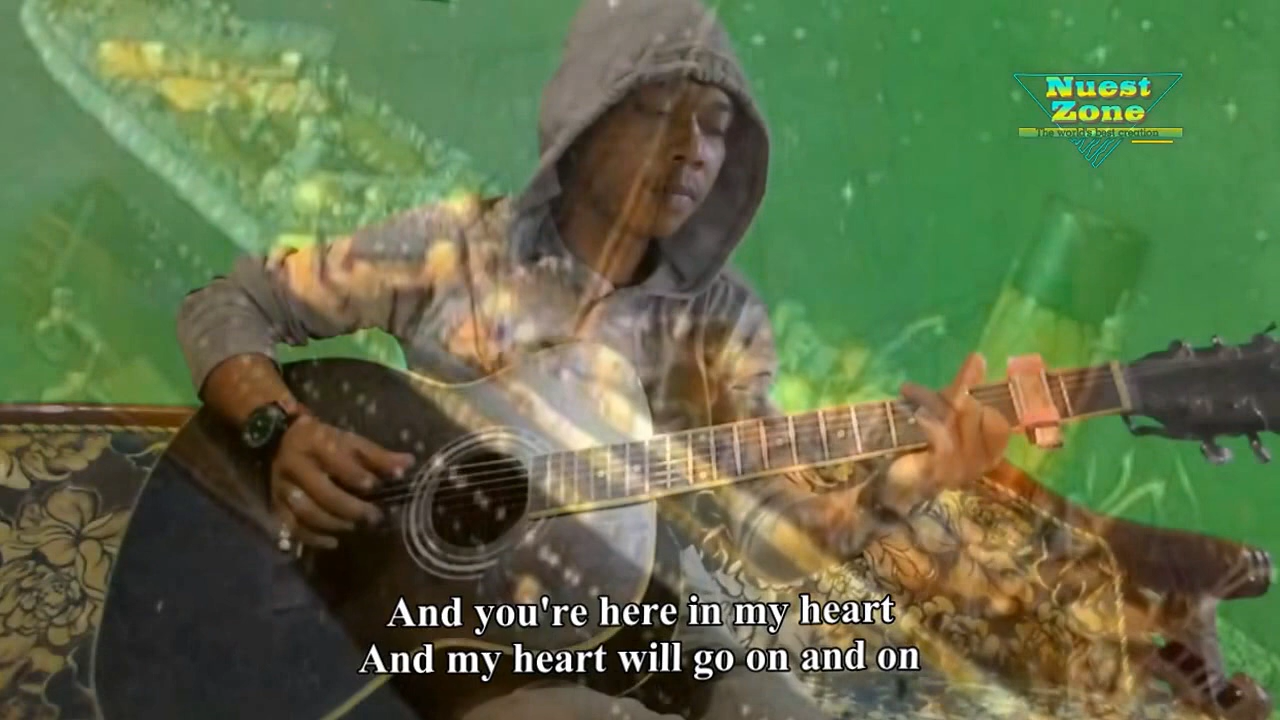 Nuest
Zone
The world's best creation
And you're here in my heart
And my heart will go on and on